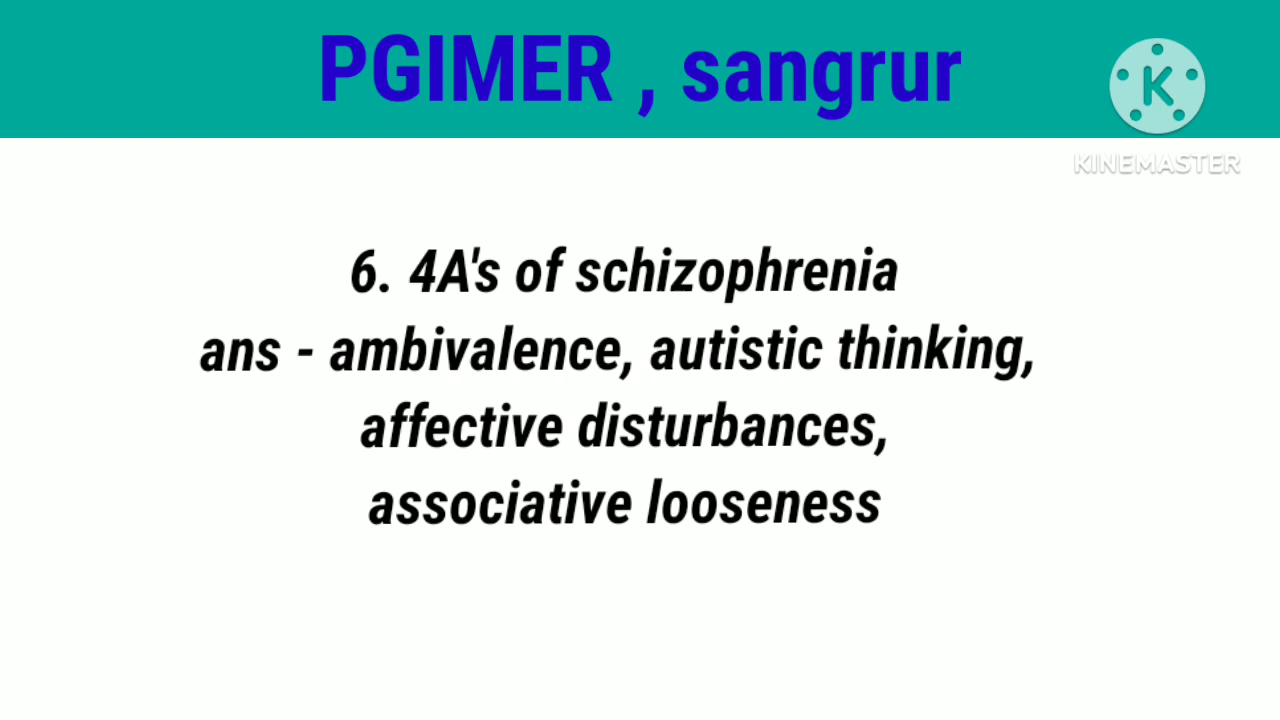 PGIMER , sangrur
K
KINEMASTER
6. 4A's of schizophrenia
ans - ambivalence, autistic thinking,
affective disturbances,
associative looseness